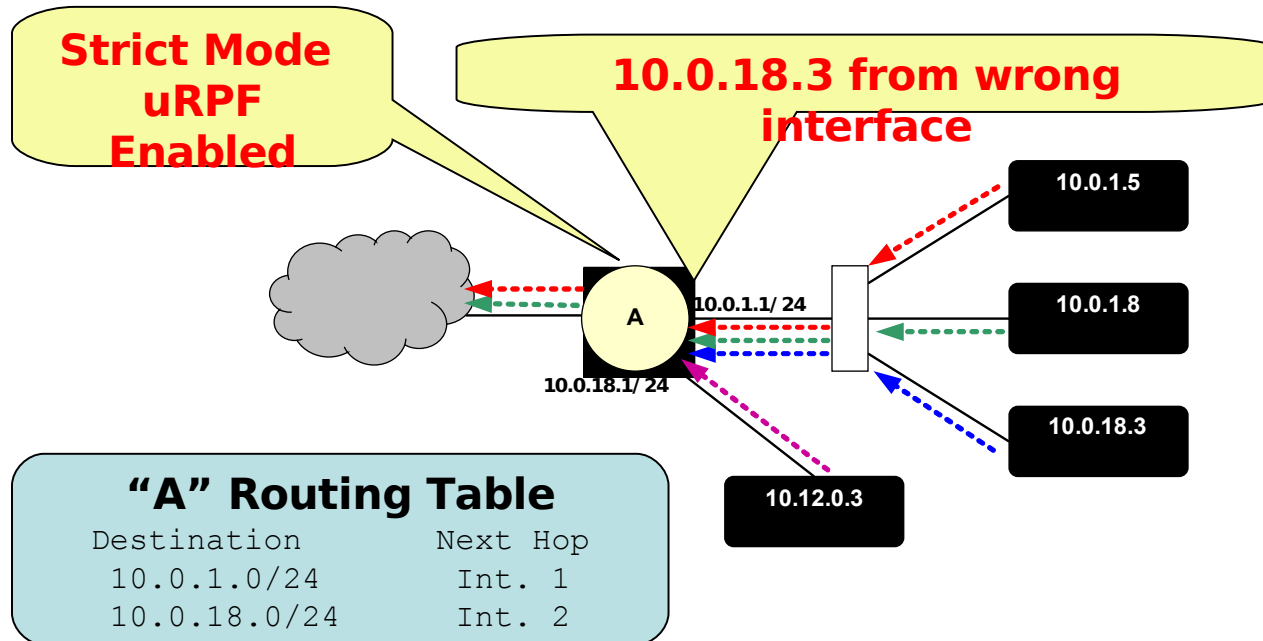 Strict Mode
uRPF
Enabled
10.0.18.3 from wrong
interface
10.0.1.5
10.0.1.8
10.0.18.3
10.0.1.1/ 24
A
10.0.18.1/ 24
10.12.0.3
“A” Routing Table
Destination Next Hop
10.0.1.0/24 Int. 1
10.0.18.0/24 Int. 2